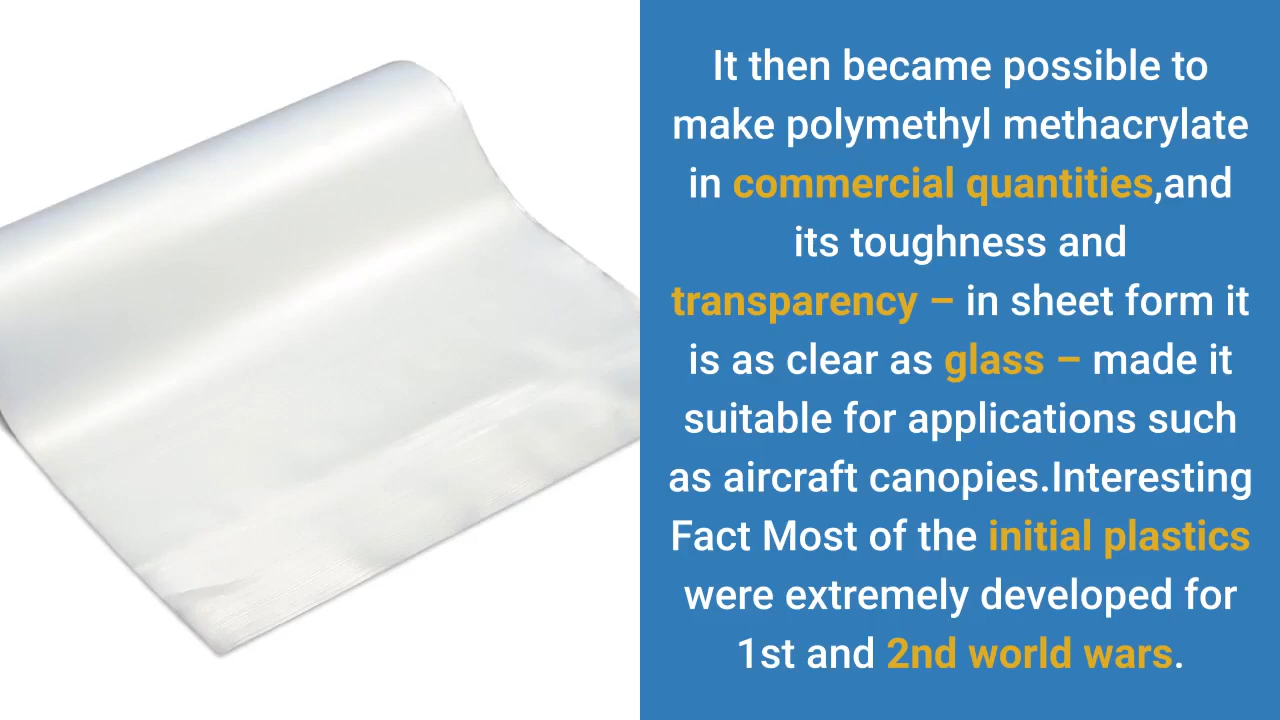 It then became possible to
make polymethyl methacrylate
in commercial quantities,and
its toughness and
transparency – in sheet form it
is as clear as glass – made it
suitable for applications such
as aircraft canopies.Interesting
Fact Most of the initial plastics
were extremely developed for
1st and 2nd world wars.